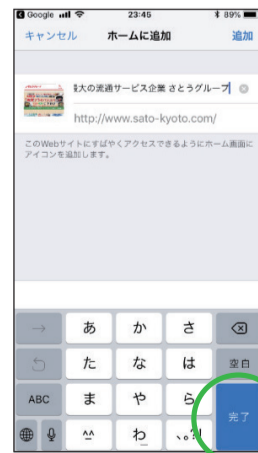 Google 23:45 89%
キャンセル ホームに追加 追加
大の流通サービス企業 さとうグループ
http://www.sato-kyoto.com/
このWebサイトにすばやくアクセスできるようにホーム画面に
アイコンを追加します。
→ あ か さ
た な は 空白
ABC ま や ら
^^ わ 、。?! 完了